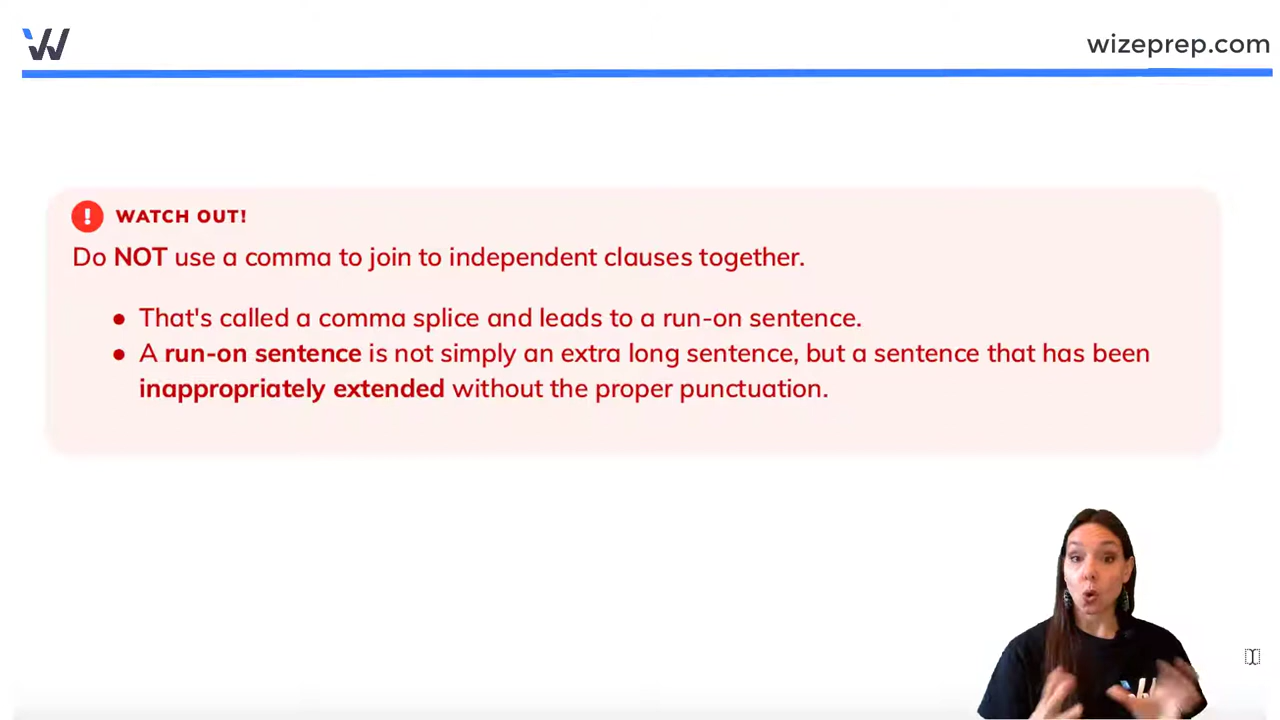 wizeprep.com
WATCH OUT!
Do NOT use a comma to join to independent clauses together.
● That's called a comma splice and leads to a run-on sentence.
● A run-on sentence is not simply an extra long sentence, but a sentence that has been
inappropriately extended without the proper punctuation.